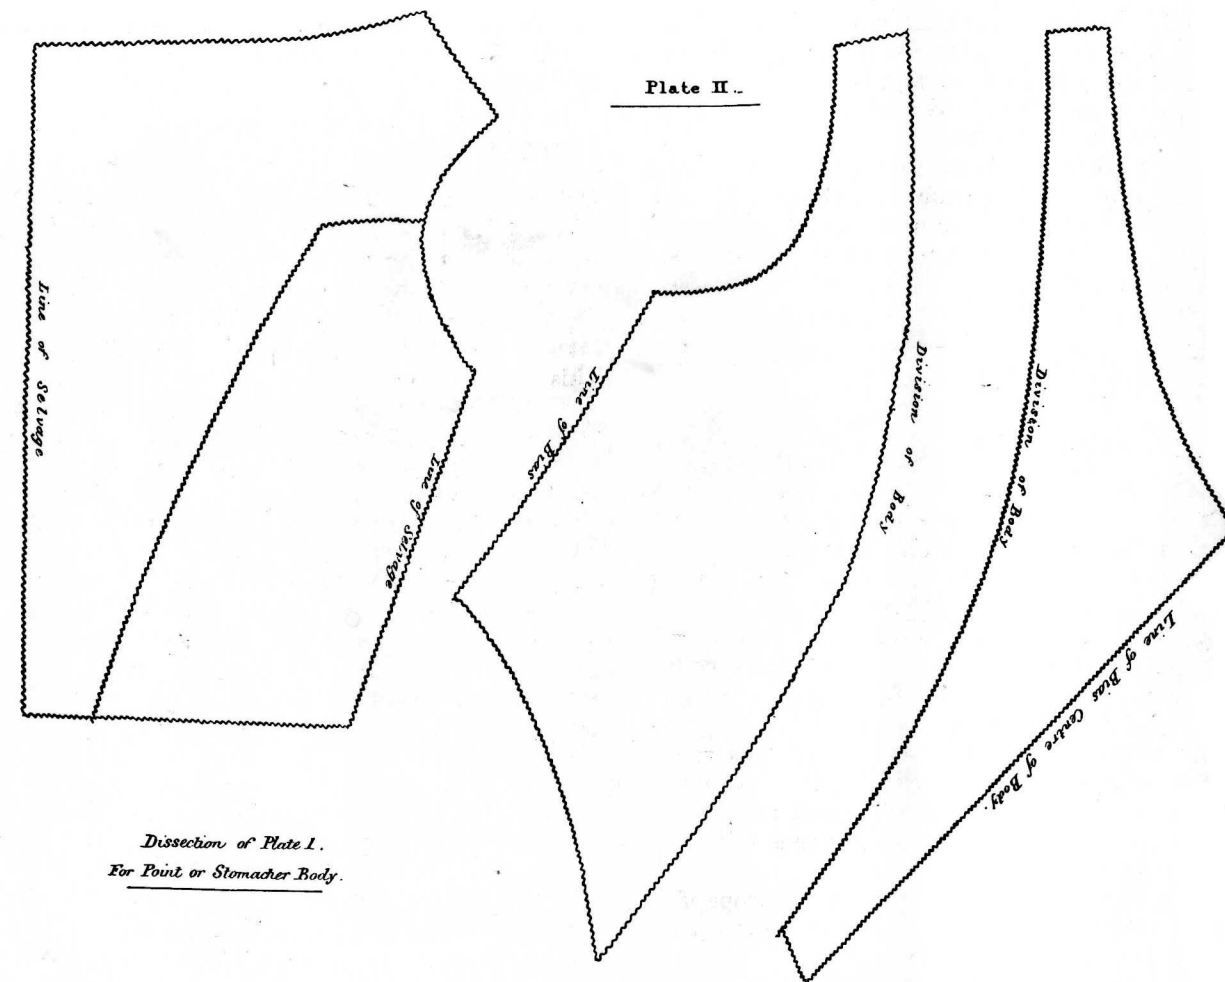 Plate II.
Line of Selvage
Line of Selvage
Line of Bias
Division of Body
Division of Body
Line of Bias Centre of Body.
Dissection of Plate 1.
For Point or Stomacher Body.